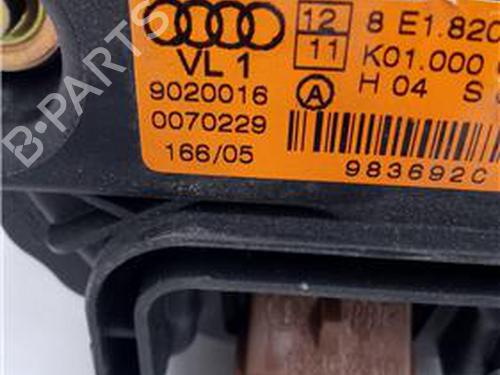 12 8 E1.820
VL 1 11 K01.000
9020016 A H 04 S
0070229
166/05 983692C
B-PARTS